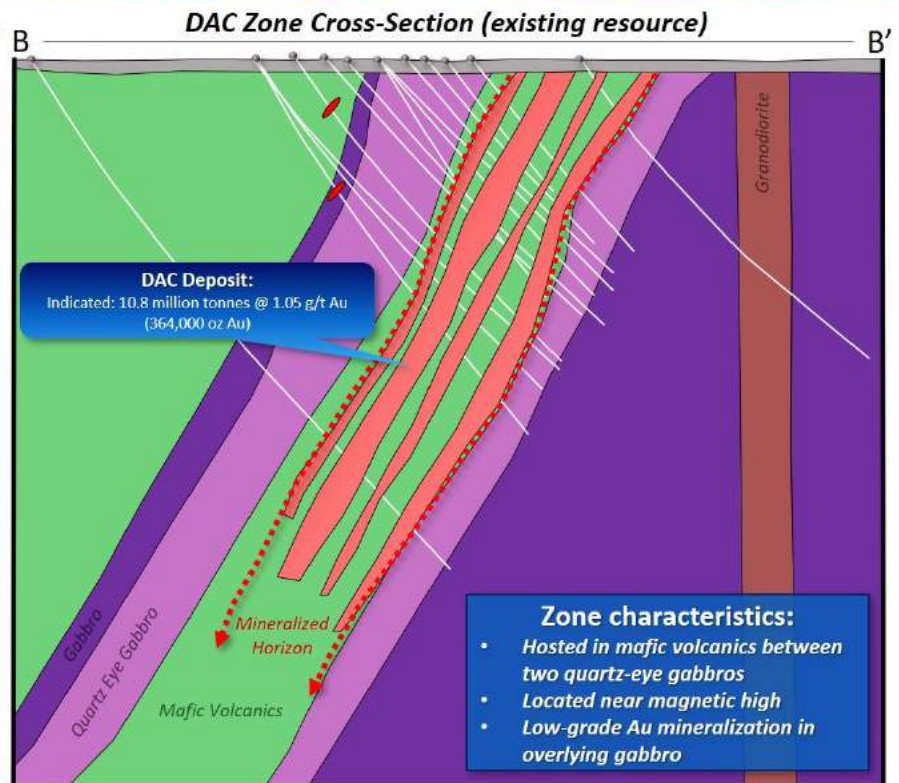 DAC Zone Cross-Section (existing resource)
B
B'
Granodiorite
DAC Deposit:
Indicated: 10.8 million tonnes @ 1.05 g/t Au
(364,000 oz Au)
Gabbro
Quartz Eye Gabbro
Mineralized
Horizon
Mafic Volcanics
Zone characteristics:
• Hosted in mafic volcanics between
two quartz-eye gabbros
• Located near magnetic high
• Low-grade Au mineralization in
overlying gabbro